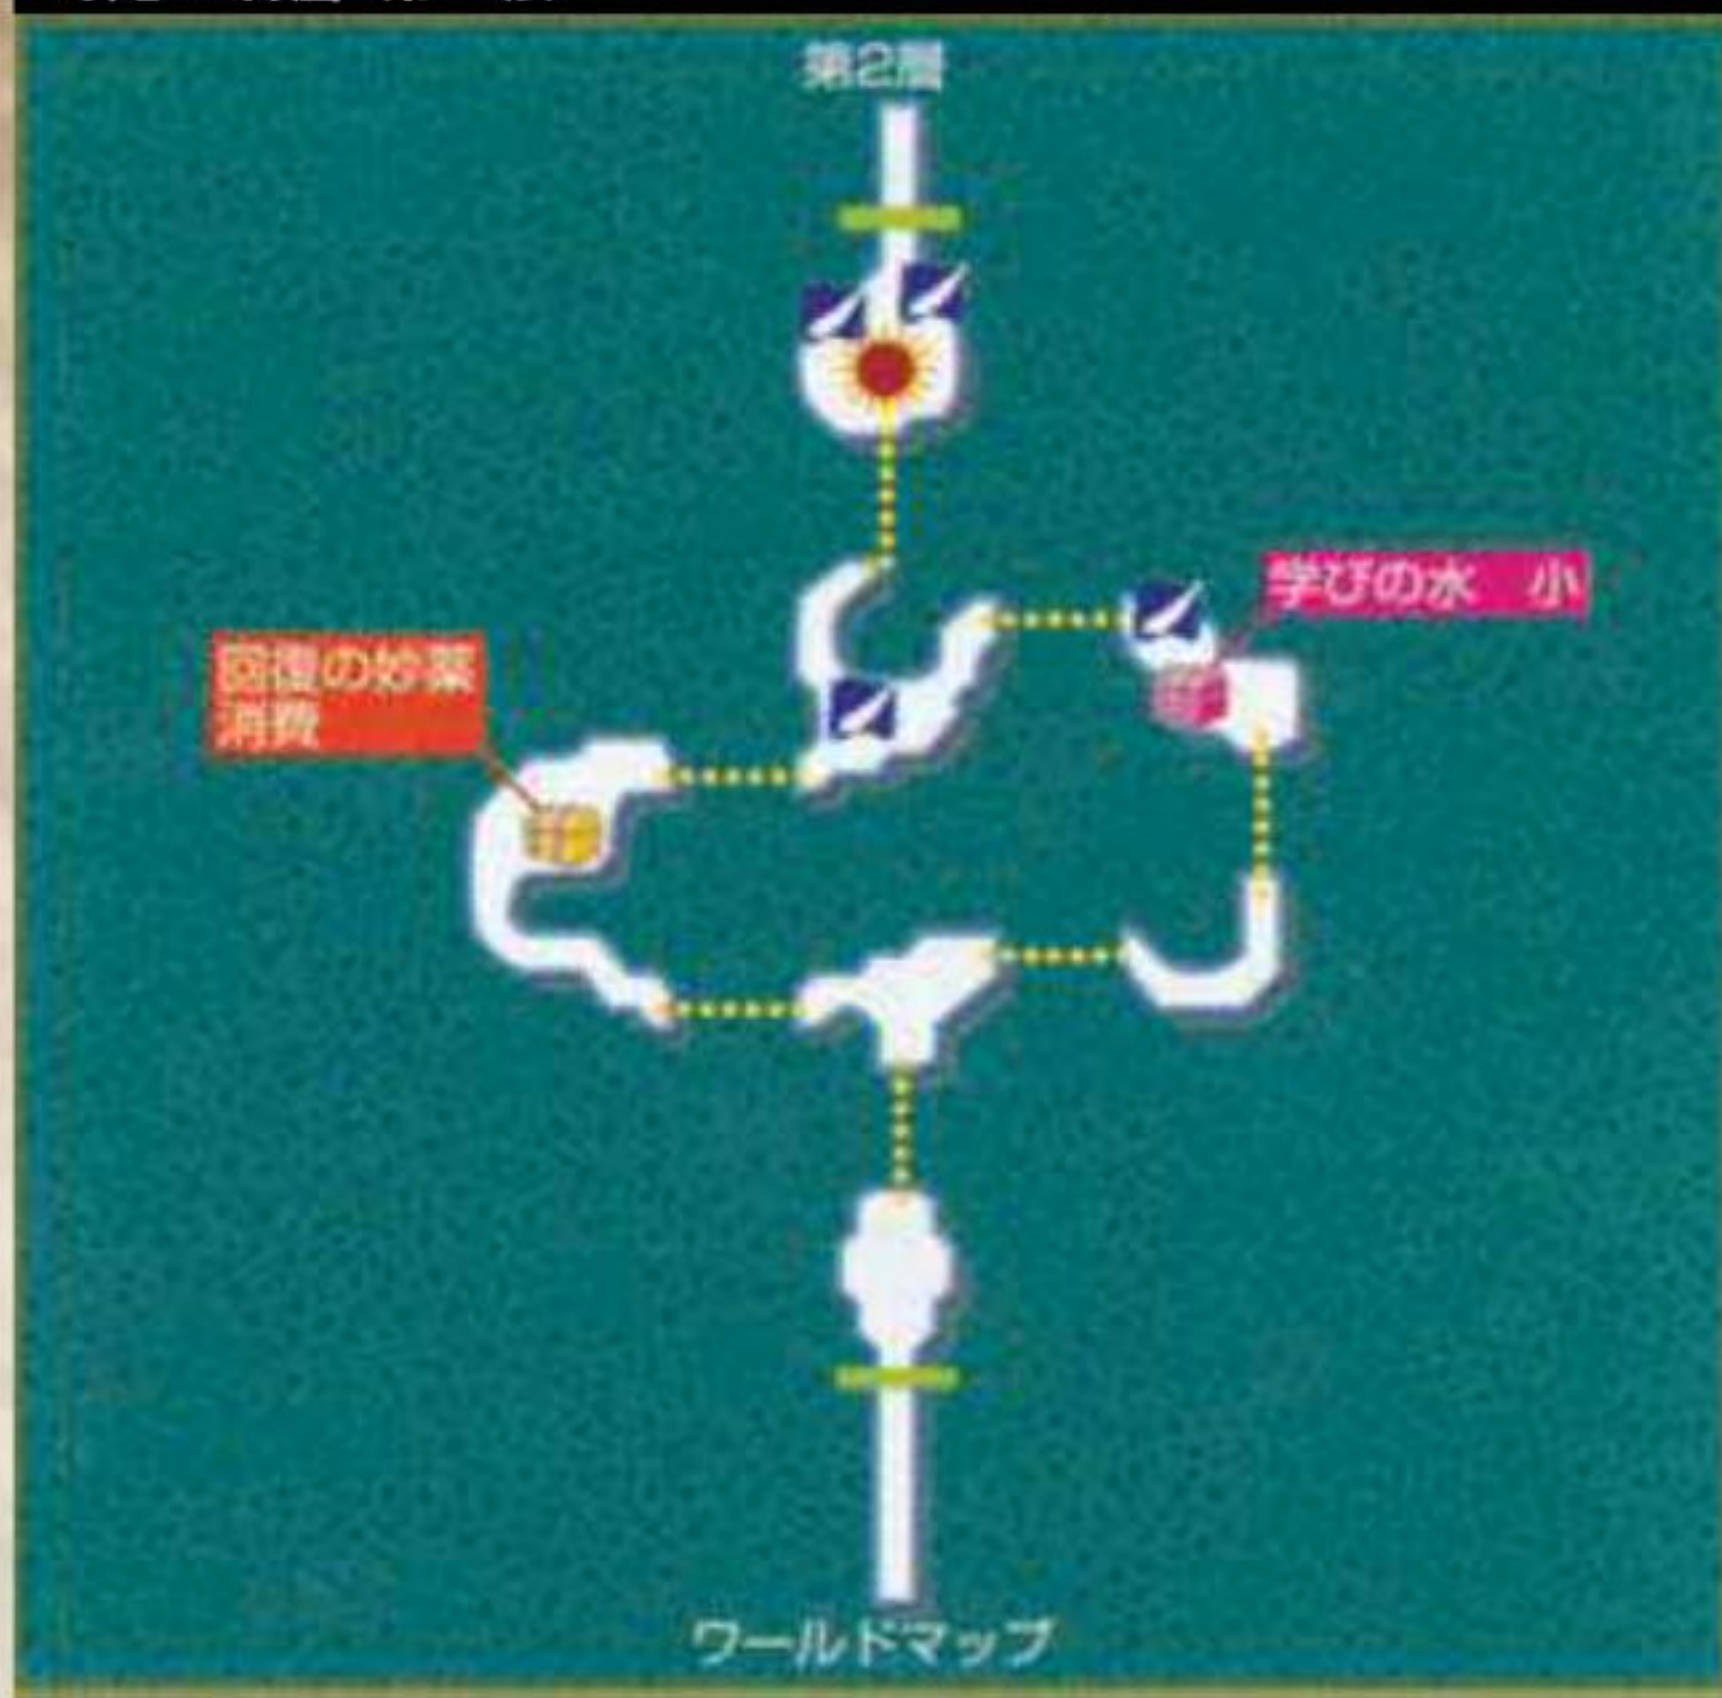 第2層
学びの水 小
回復の妙薬
消費
ワールドマップ